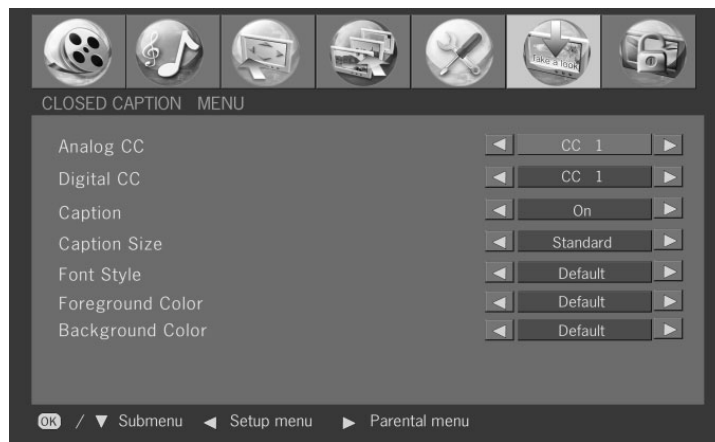 Take a look
CLOSED CAPTION MENU
Analog CC ◀ CC 1 ▶
Digital CC ◀ CC 1 ▶
Caption ◀ On ▶
Caption Size ◀ Standard ▶
Font Style ◀ Default ▶
Foreground Color ◀ Default ▶
Background Color ◀ Default ▶
OK / ▼ Submenu ◀ Setup menu ▶ Parental menu